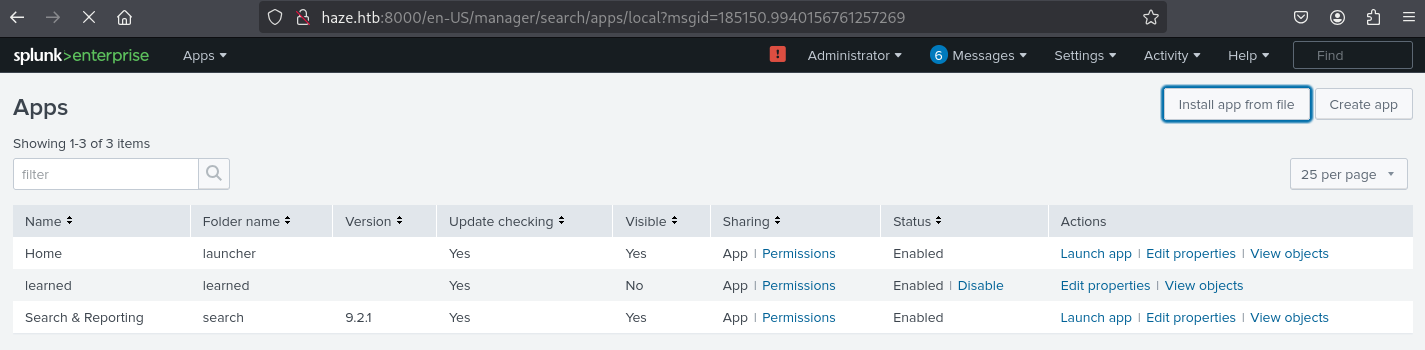 haze.htb:8000/en-US/manager/search/apps/local?msgid=185150.9940156761257269
splunk>enterprise Apps ! Administrator 6 Messages Settings Activity Help Find
Apps Install app from file Create app
Showing 1-3 of 3 items
filter 25 per page
Name Folder name Version Update checking Visible Sharing Status Actions
Home launcher Yes Yes App | Permissions Enabled Launch app | Edit properties | View objects
learned learned Yes No App | Permissions Enabled | Disable Edit properties | View objects
Search & Reporting search 9.2.1 Yes Yes App | Permissions Enabled Launch app | Edit properties | View objects